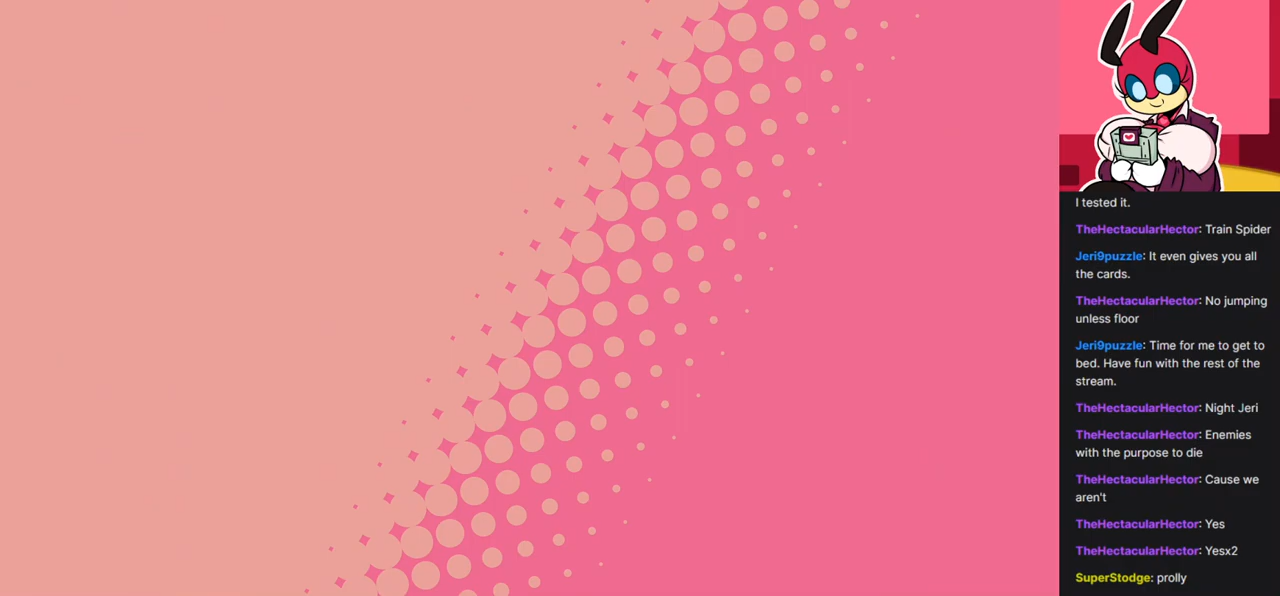 I tested it.
TheHectacularHector: Train Spider
Jeri9puzzle: It even gives you all
the cards.
TheHectacularHector: No jumping
unless floor
Jeri9puzzle: Time for me to get to
bed. Have fun with the rest of the
stream.
TheHectacularHector: Night Jeri
TheHectacularHector: Enemies
with the purpose to die
TheHectacularHector: Cause we
aren't
TheHectacularHector: Yes
TheHectacularHector: Yesx2
SuperStodge: prolly